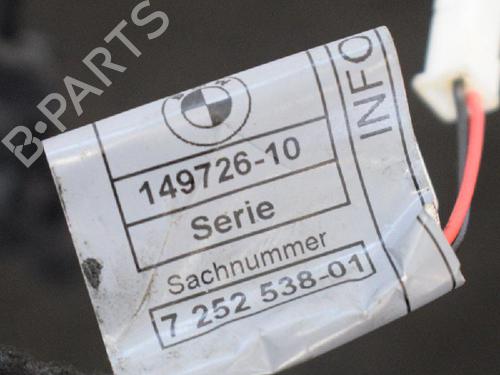 B-PARTS
INFO
149726-10
Serie
Sachnummer
7 252 538-01